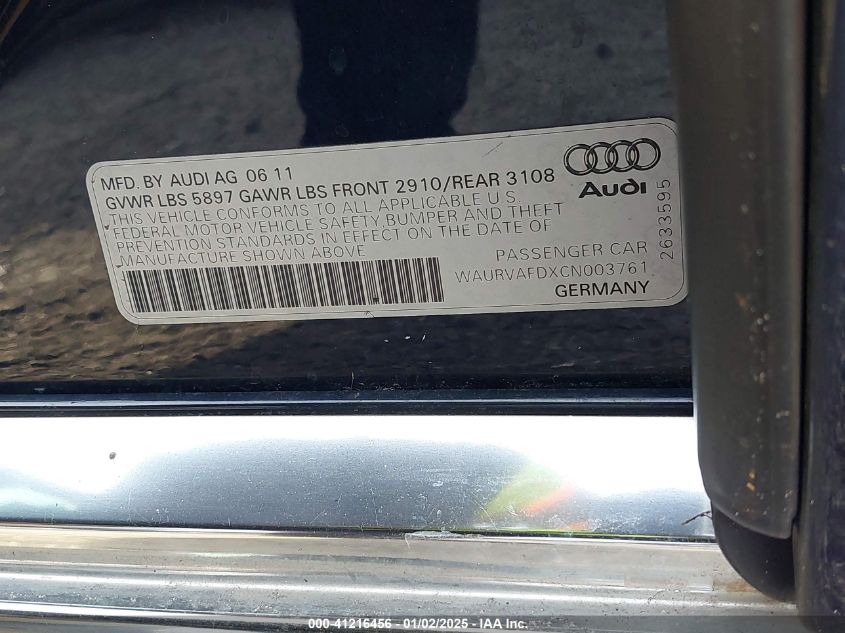 MFD. BY AUDI AG 06 11
GVWR LBS 5897 GAWR LBS FRONT 2910/REAR 3108
THIS VEHICLE CONFORMS TO ALL APPLICABLE U S
FEDERAL MOTOR VEHICLE SAFETY BUMPER AND THEFT
PREVENTION STANDARDS IN EFFECT ON THE DATE OF
MANUFACTURE SHOWN ABOVE
Audi
PASSENGER CAR
WAURVAFDXCN003761
GERMANY
2633595
000-41216456 - 01/02/2025 - IAA Inc.